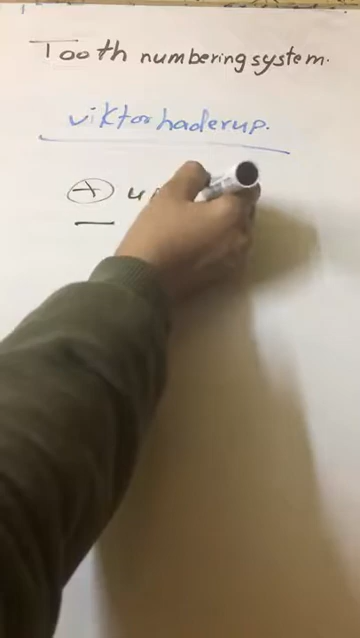 Tooth numbering system.
viktor haderup.
+
—